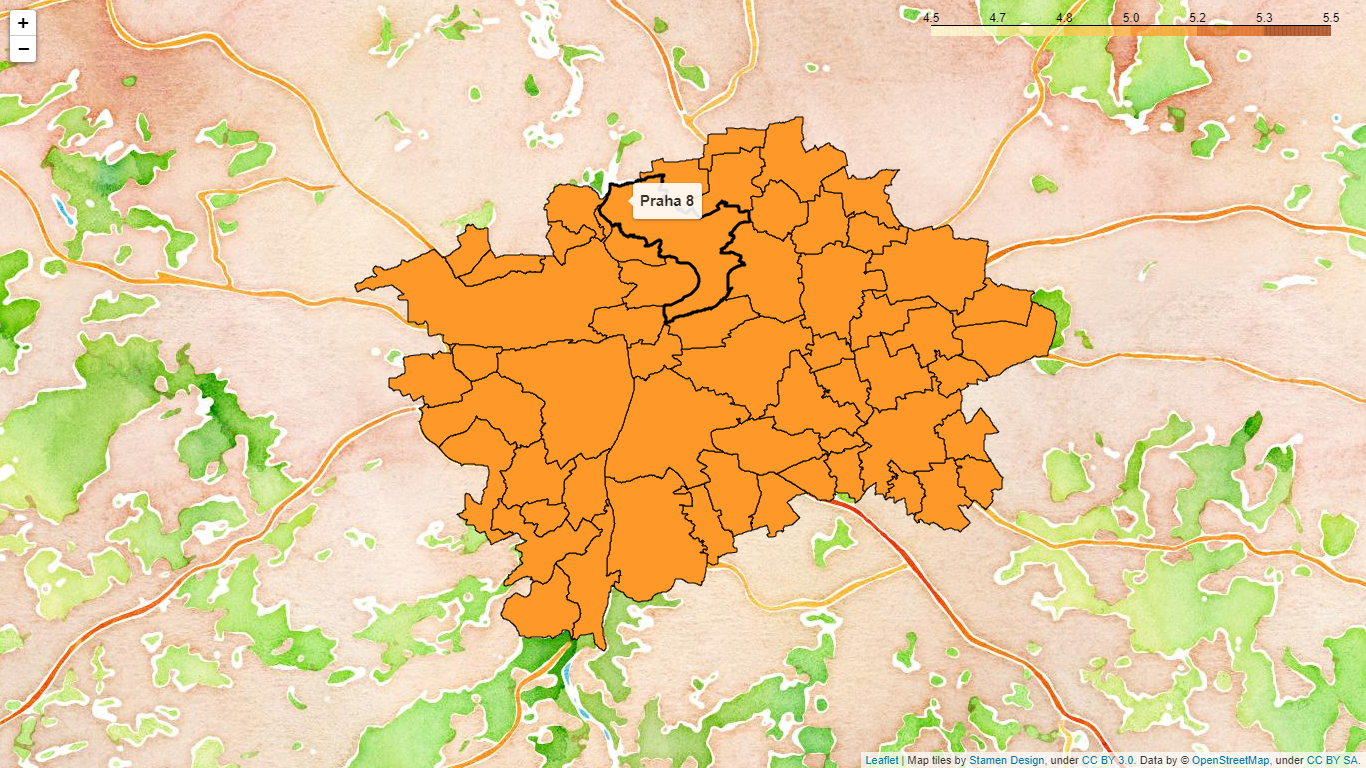 +
−
4.5 4.7 4.8 5.0 5.2 5.3 5.5
Praha 8
Leaflet | Map tiles by Stamen Design, under CC BY 3.0. Data by © OpenStreetMap, under CC BY SA.